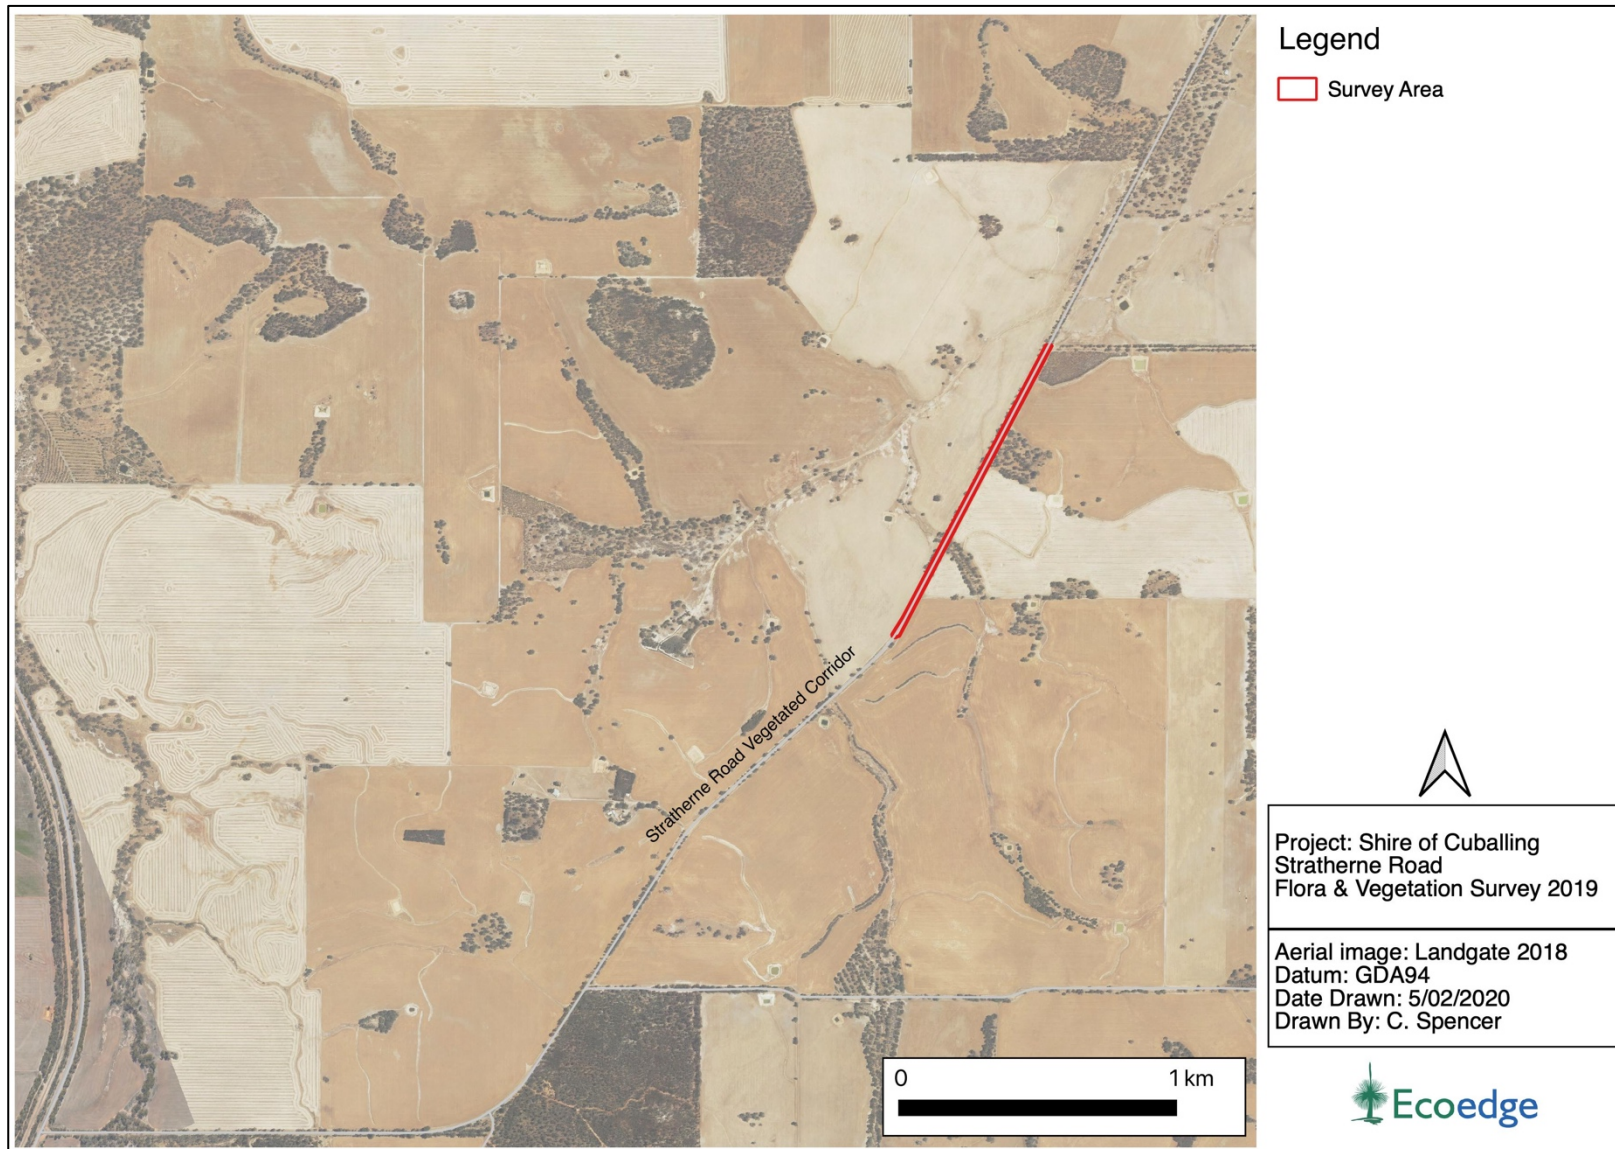 Legend
Survey Area
Stratherne Road Vegetated Corridor
Project: Shire of Cuballing
Stratherne Road
Flora & Vegetation Survey 2019
Aerial image: Landgate 2018
Datum: GDA94
Date Drawn: 5/02/2020
Drawn By: C. Spencer
0 1 km
Ecoedge